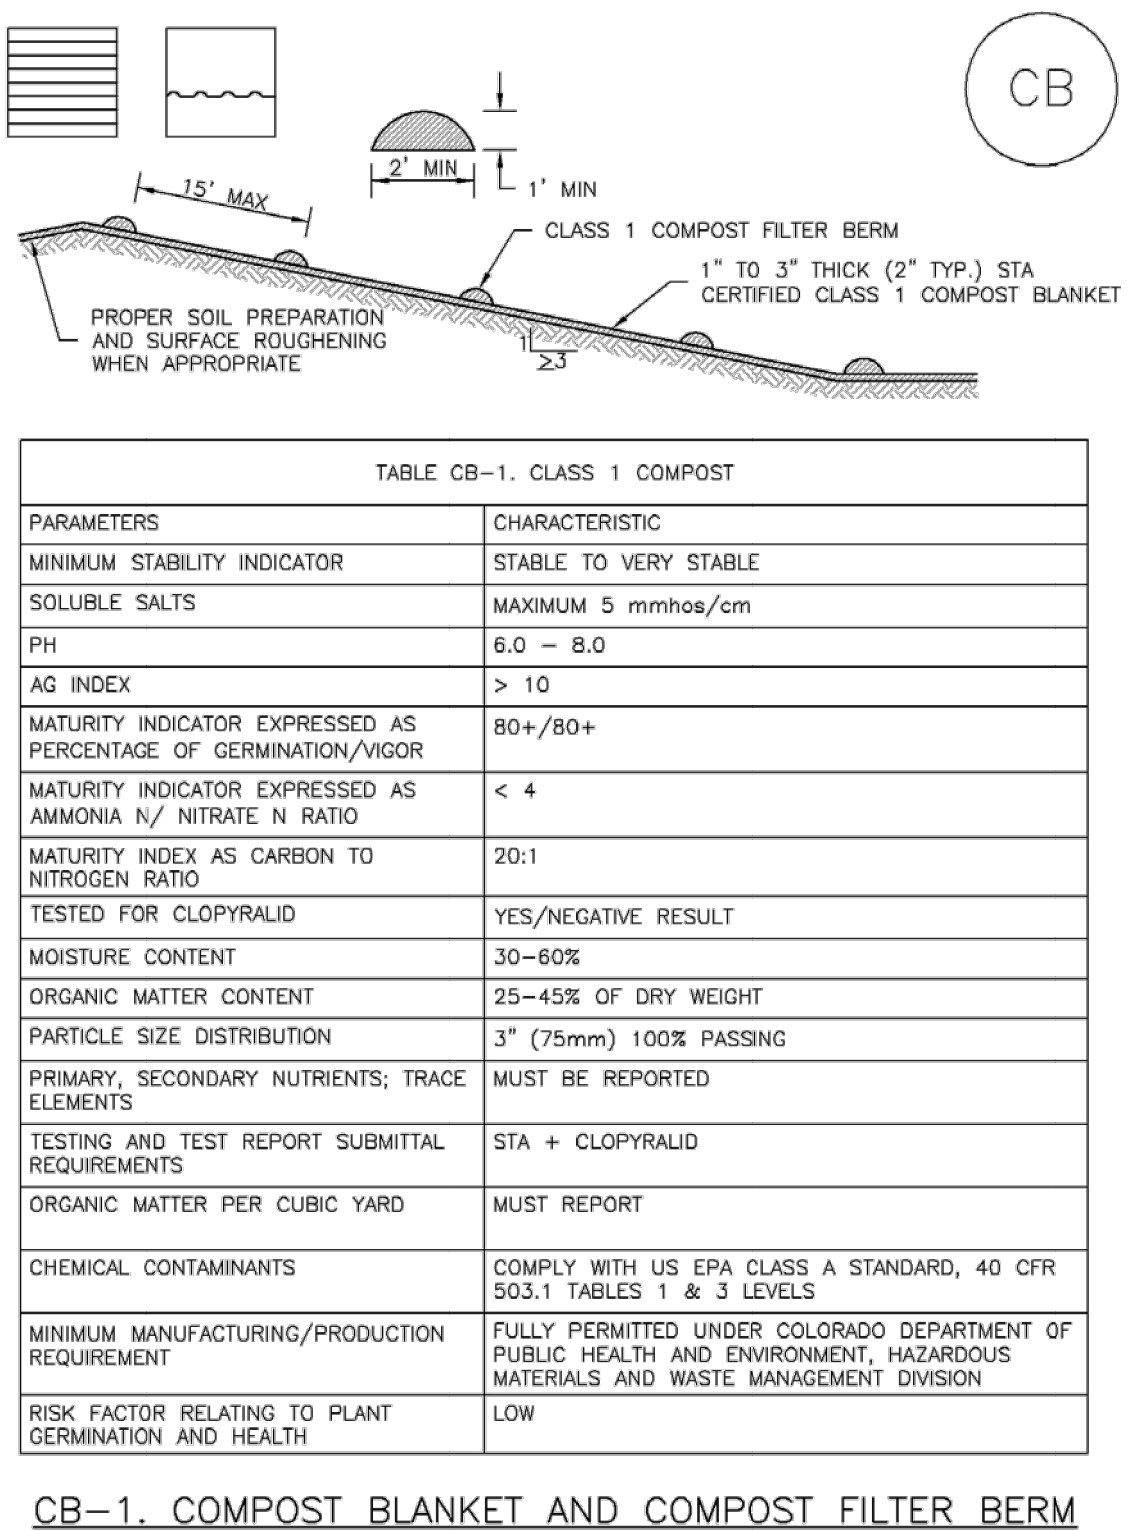 CB
2' MIN
1' MIN
15' MAX
CLASS 1 COMPOST FILTER BERM
1" TO 3" THICK (2" TYP.) STA
CERTIFIED CLASS 1 COMPOST BLANKET
PROPER SOIL PREPARATION
AND SURFACE ROUGHENING
WHEN APPROPRIATE
1
≥3
TABLE CB-1. CLASS 1 COMPOST
PARAMETERS CHARACTERISTIC
MINIMUM STABILITY INDICATOR STABLE TO VERY STABLE
SOLUBLE SALTS MAXIMUM 5 mmhos/cm
PH 6.0 - 8.0
AG INDEX > 10
MATURITY INDICATOR EXPRESSED AS 80+/80+
PERCENTAGE OF GERMINATION/VIGOR
MATURITY INDICATOR EXPRESSED AS < 4
AMMONIA N/ NITRATE N RATIO
MATURITY INDEX AS CARBON TO 20:1
NITROGEN RATIO
TESTED FOR CLOPYRALID YES/NEGATIVE RESULT
MOISTURE CONTENT 30-60%
ORGANIC MATTER CONTENT 25-45% OF DRY WEIGHT
PARTICLE SIZE DISTRIBUTION 3" (75mm) 100% PASSING
PRIMARY, SECONDARY NUTRIENTS; TRACE MUST BE REPORTED
ELEMENTS
TESTING AND TEST REPORT SUBMITTAL STA + CLOPYRALID
REQUIREMENTS
ORGANIC MATTER PER CUBIC YARD MUST REPORT
CHEMICAL CONTAMINANTS COMPLY WITH US EPA CLASS A STANDARD, 40 CFR
503.1 TABLES 1 & 3 LEVELS
MINIMUM MANUFACTURING/PRODUCTION FULLY PERMITTED UNDER COLORADO DEPARTMENT OF
REQUIREMENT PUBLIC HEALTH AND ENVIRONMENT, HAZARDOUS
MATERIALS AND WASTE MANAGEMENT DIVISION
RISK FACTOR RELATING TO PLANT LOW
GERMINATION AND HEALTH
CB-1. COMPOST BLANKET AND COMPOST FILTER BERM